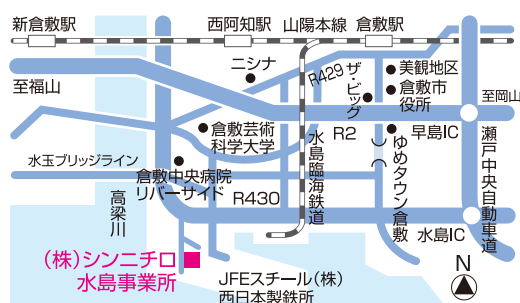 新倉敷駅
西阿知駅
山陽本線
倉敷駅
ニシナ
R429
ザ・ビッグ
美観地区
倉敷市
役所
至福山
至岡山
倉敷芸術
科学大学
水島臨海鉄道
R2
早島IC
ゆめタウン倉敷
瀬戸中央自動車道
水玉ブリッジライン
倉敷中央病院
リバーサイド
高梁川
R430
水島IC
(株)シンニチロ
水島事業所
JFEスチール(株)
西日本製鉄所
N